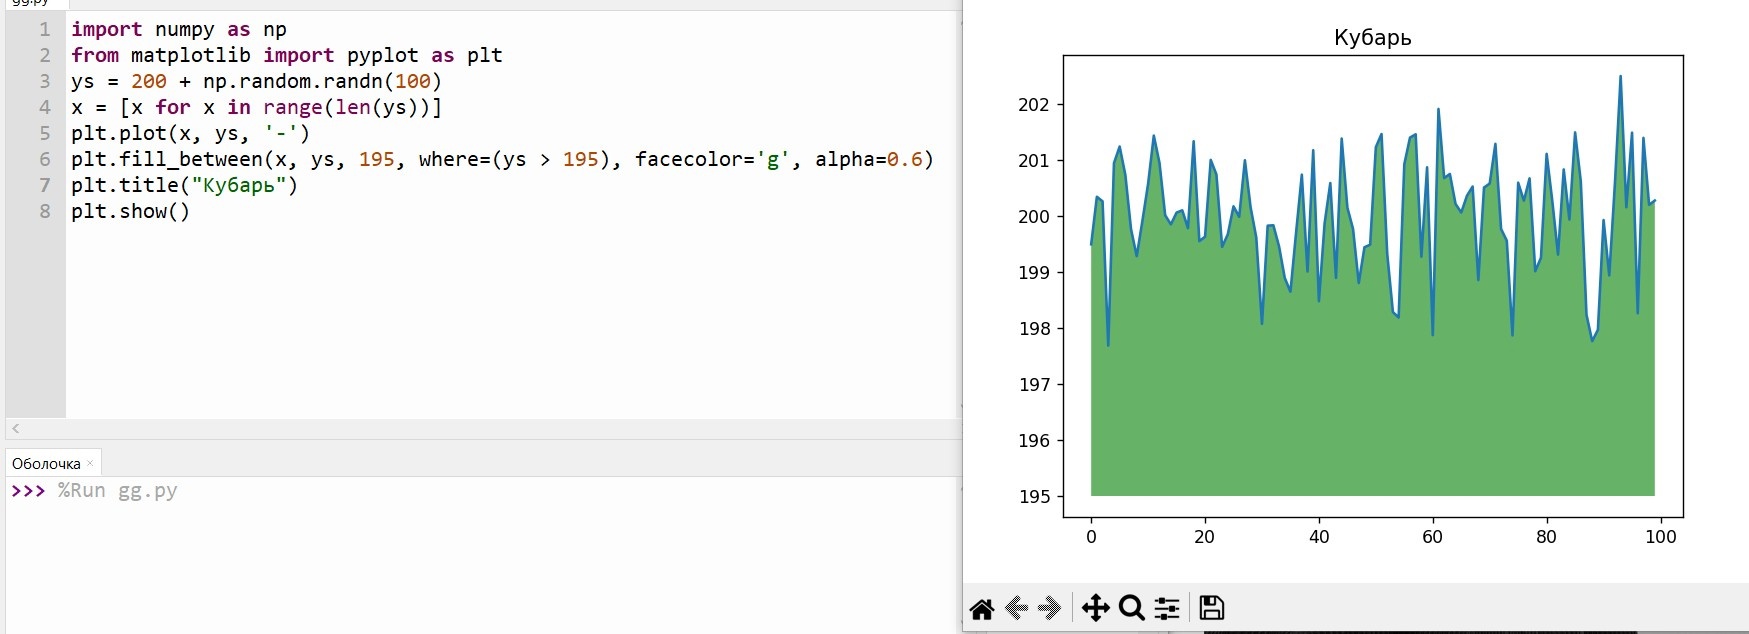 gg.py
1 import numpy as np
2 from matplotlib import pyplot as plt
3 ys = 200 + np.random.randn(100)
4 x = [x for x in range(len(ys))]
5 plt.plot(x, ys, '-')
6 plt.fill_between(x, ys, 195, where=(ys > 195), facecolor='g', alpha=0.6)
7 plt.title("Кубарь")
8 plt.show()
Оболочка ×
>>> %Run gg.py
Кубарь
202
201
200
199
198
197
196
195
0 20 40 60 80 100